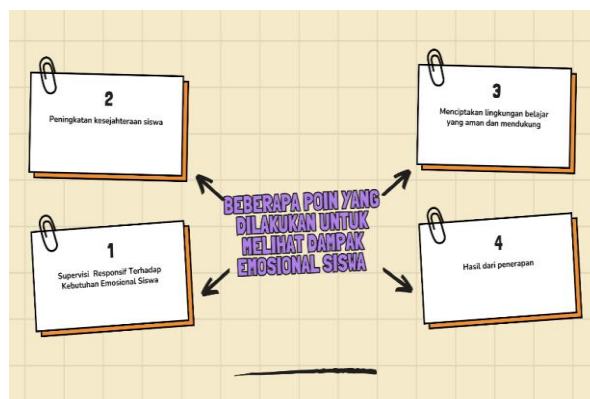 2
Peningkatan kesejahteraan siswa
3
Menciptakan lingkungan belajar
yang aman dan mendukung
BEBERAPA POIN YANG
DILAKUKAN UNTUK
MELIHAT DAMPAK
EMOSIONAL SISWA
1
Supervisi Responsif Terhadap
Kebutuhan Emosional Siswa
4
Hasil dari penerapan